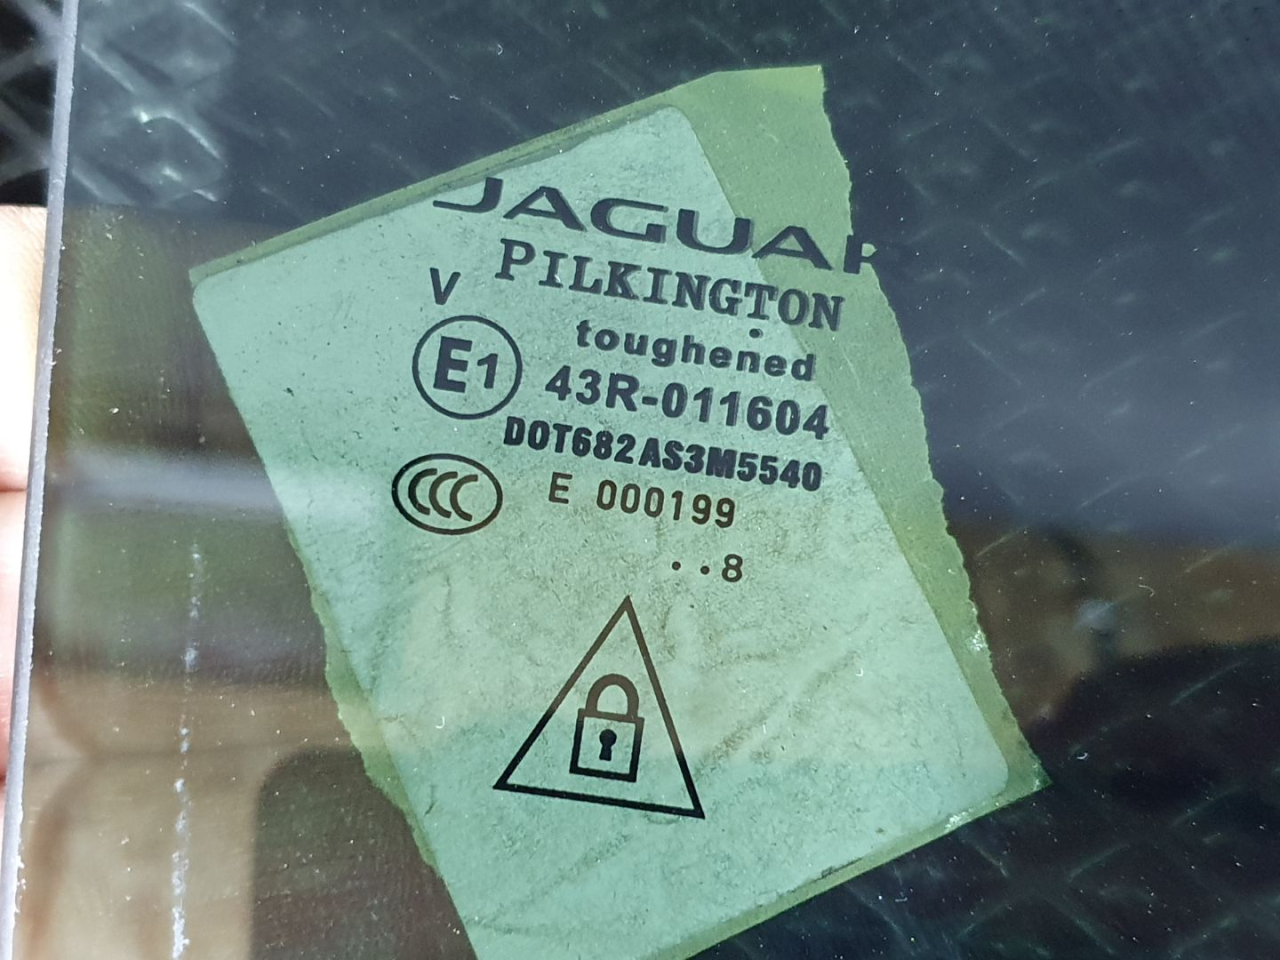 JAGUAR
PILKINGTON
V
toughened
E1
43R-011604
DOT682AS3M5540
CCC
E 000199
..8